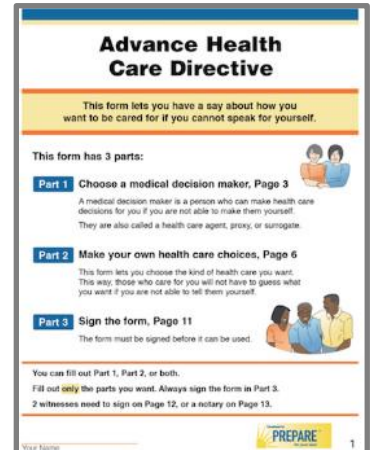 Advance Health
Care Directive
This form lets you have a say about how you
want to be cared for if you cannot speak for yourself.
This form has 3 parts:
Part 1 Choose a medical decision maker, Page 3
A medical decision maker is a person who can make health care
decisions for you if you are not able to make them yourself.
They are also called a health care agent, proxy, or surrogate.
Part 2 Make your own health care choices, Page 6
This form lets you choose the kind of health care you want.
This way, those who care for you will not have to guess what
you want if you are not able to tell them yourself.
Part 3 Sign the form, Page 11
The form must be signed before it can be used.
You can fill out Part 1, Part 2, or both.
Fill out only the parts you want. Always sign the form in Part 3.
2 witnesses need to sign on Page 12, or a notary on Page 13.
Your Name
PREPARE
1